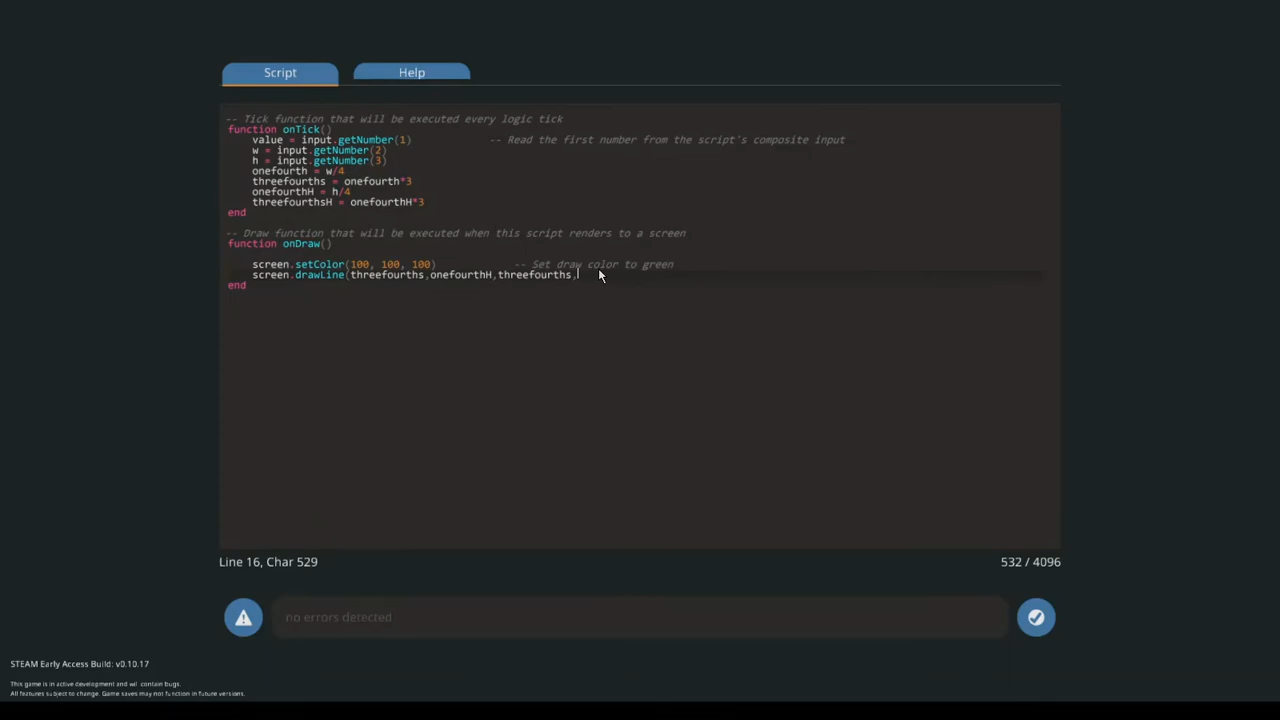 Script
Help
-- Tick function that will be executed every logic tick
function onTick()
value = input.getNumber(1) -- Read the first number from the script's composite input
w = input.getNumber(2)
h = input.getNumber(3)
onefourth = w/4
threefourths = onefourth*3
onefourthH = h/4
threefourthsH = onefourthH*3
end
-- Draw function that will be executed when this script renders to a screen
function onDraw()
screen.setColor(100, 100, 100) -- Set draw color to green
screen.drawLine(threefourths,onefourthH,threefourths,
end
Line 16, Char 529
532 / 4096
no errors detected
STEAM Early Access Build: v0.10.17
This game is in active development and will contain bugs.
All features subject to change. Game saves may not function in future versions.